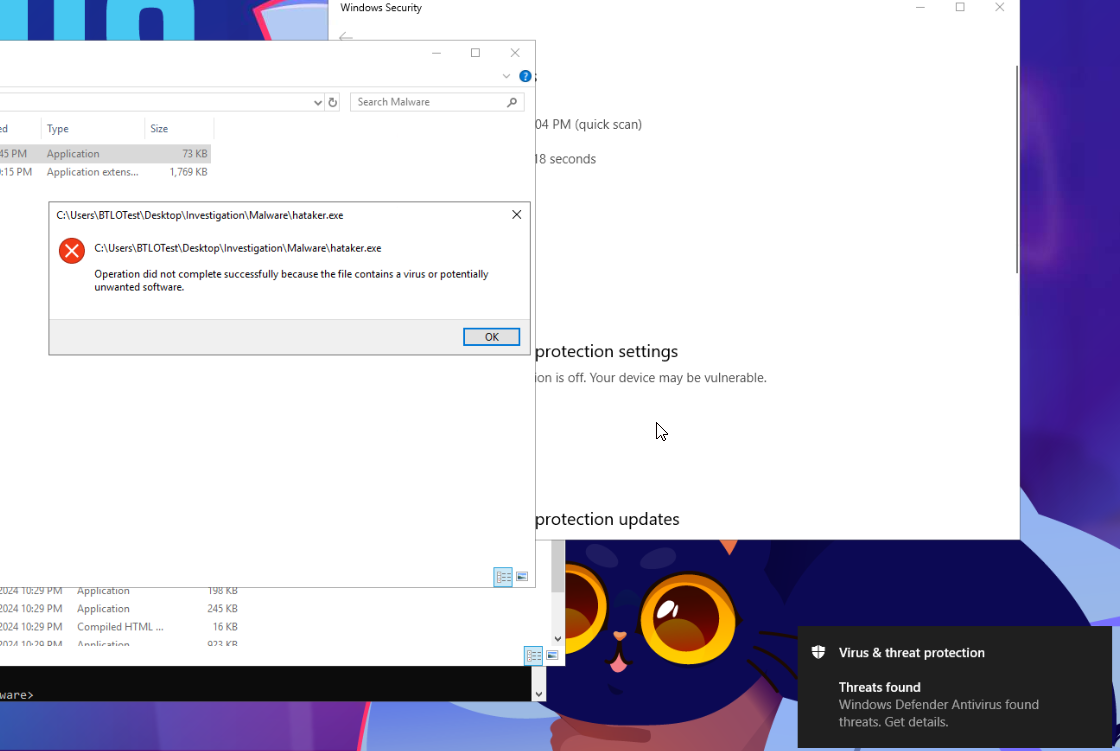 Windows Security
Search Malware
ed Type Size
45 PM Application 73 KB
:15 PM Application extens... 1,769 KB
04 PM (quick scan)
18 seconds
C:\Users\BTLOTest\Desktop\Investigation\Malware\hataker.exe
C:\Users\BTLOTest\Desktop\Investigation\Malware\hataker.exe
Operation did not complete successfully because the file contains a virus or potentially
unwanted software.
OK
protection settings
ion is off. Your device may be vulnerable.
protection updates
2024 10:29 PM Application 198 KB
2024 10:29 PM Application 245 KB
2024 10:29 PM Compiled HTML ... 16 KB
2024 10:29 PM Application 923 KB
ware>
Virus & threat protection
Threats found
Windows Defender Antivirus found
threats. Get details.